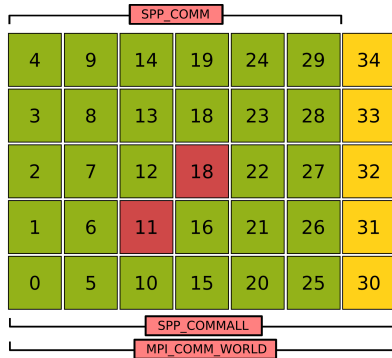 SPP_COMM
4 9 14 19 24 29 34
3 8 13 18 23 28 33
2 7 12 18 22 27 32
1 6 11 16 21 26 31
0 5 10 15 20 25 30
SPP_COMMALL
MPI_COMM_WORLD